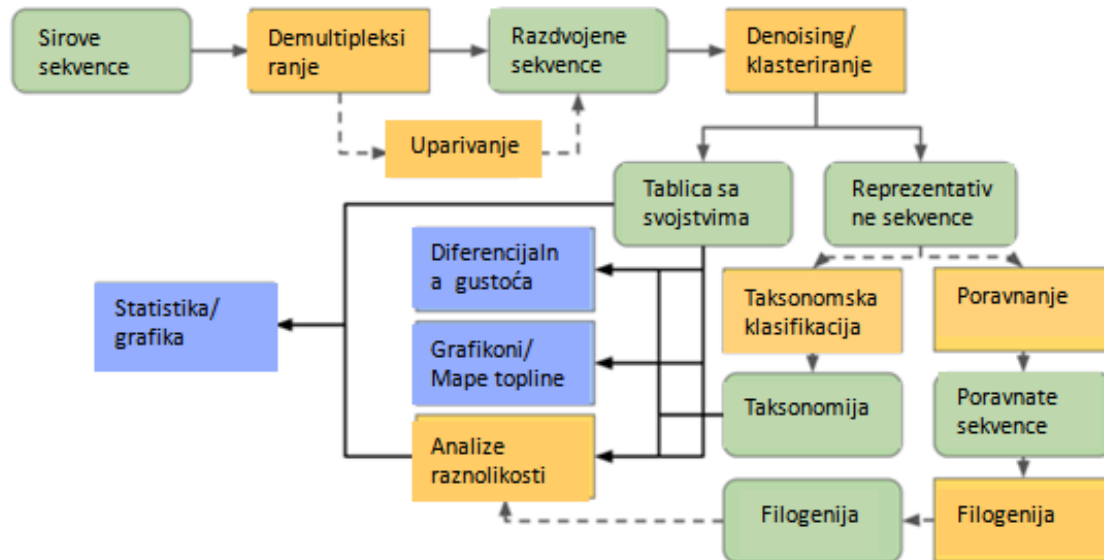 Sirove
sekvence
Demultipleksi
ranje
Razdvojene
sekvence
Denoising/
klasteriranje
Uparivanje
Tablica sa
svojstvima
Reprezentativ
ne sekvence
Diferencijaln
a gustoća
Statistika/
grafika
Taksonomska
klasifikacija
Poravnanje
Grafikoni/
Mape topline
Taksonomija
Poravnate
sekvence
Analize
raznolikosti
Filogenija
Filogenija